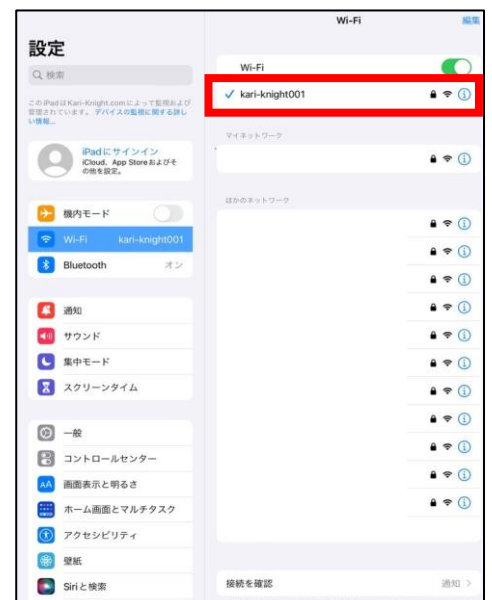 Wi-Fi
編集
設定
検索
このiPadはKari-Knight.comによって監視および
管理されています。デバイスの監視に関する詳し
い情報...
iPadにサインイン
iCloud、App Storeおよびそ
の他を設定。
機内モード
Wi-Fi kari-knight001
Bluetooth オン
通知
サウンド
集中モード
スクリーンタイム
一般
コントロールセンター
AA 画面表示と明るさ
ホーム画面とマルチタスク
アクセシビリティ
壁紙
Siriと検索
Wi-Fi
kari-knight001
マイネットワーク
ほかのネットワーク
接続を確認 通知